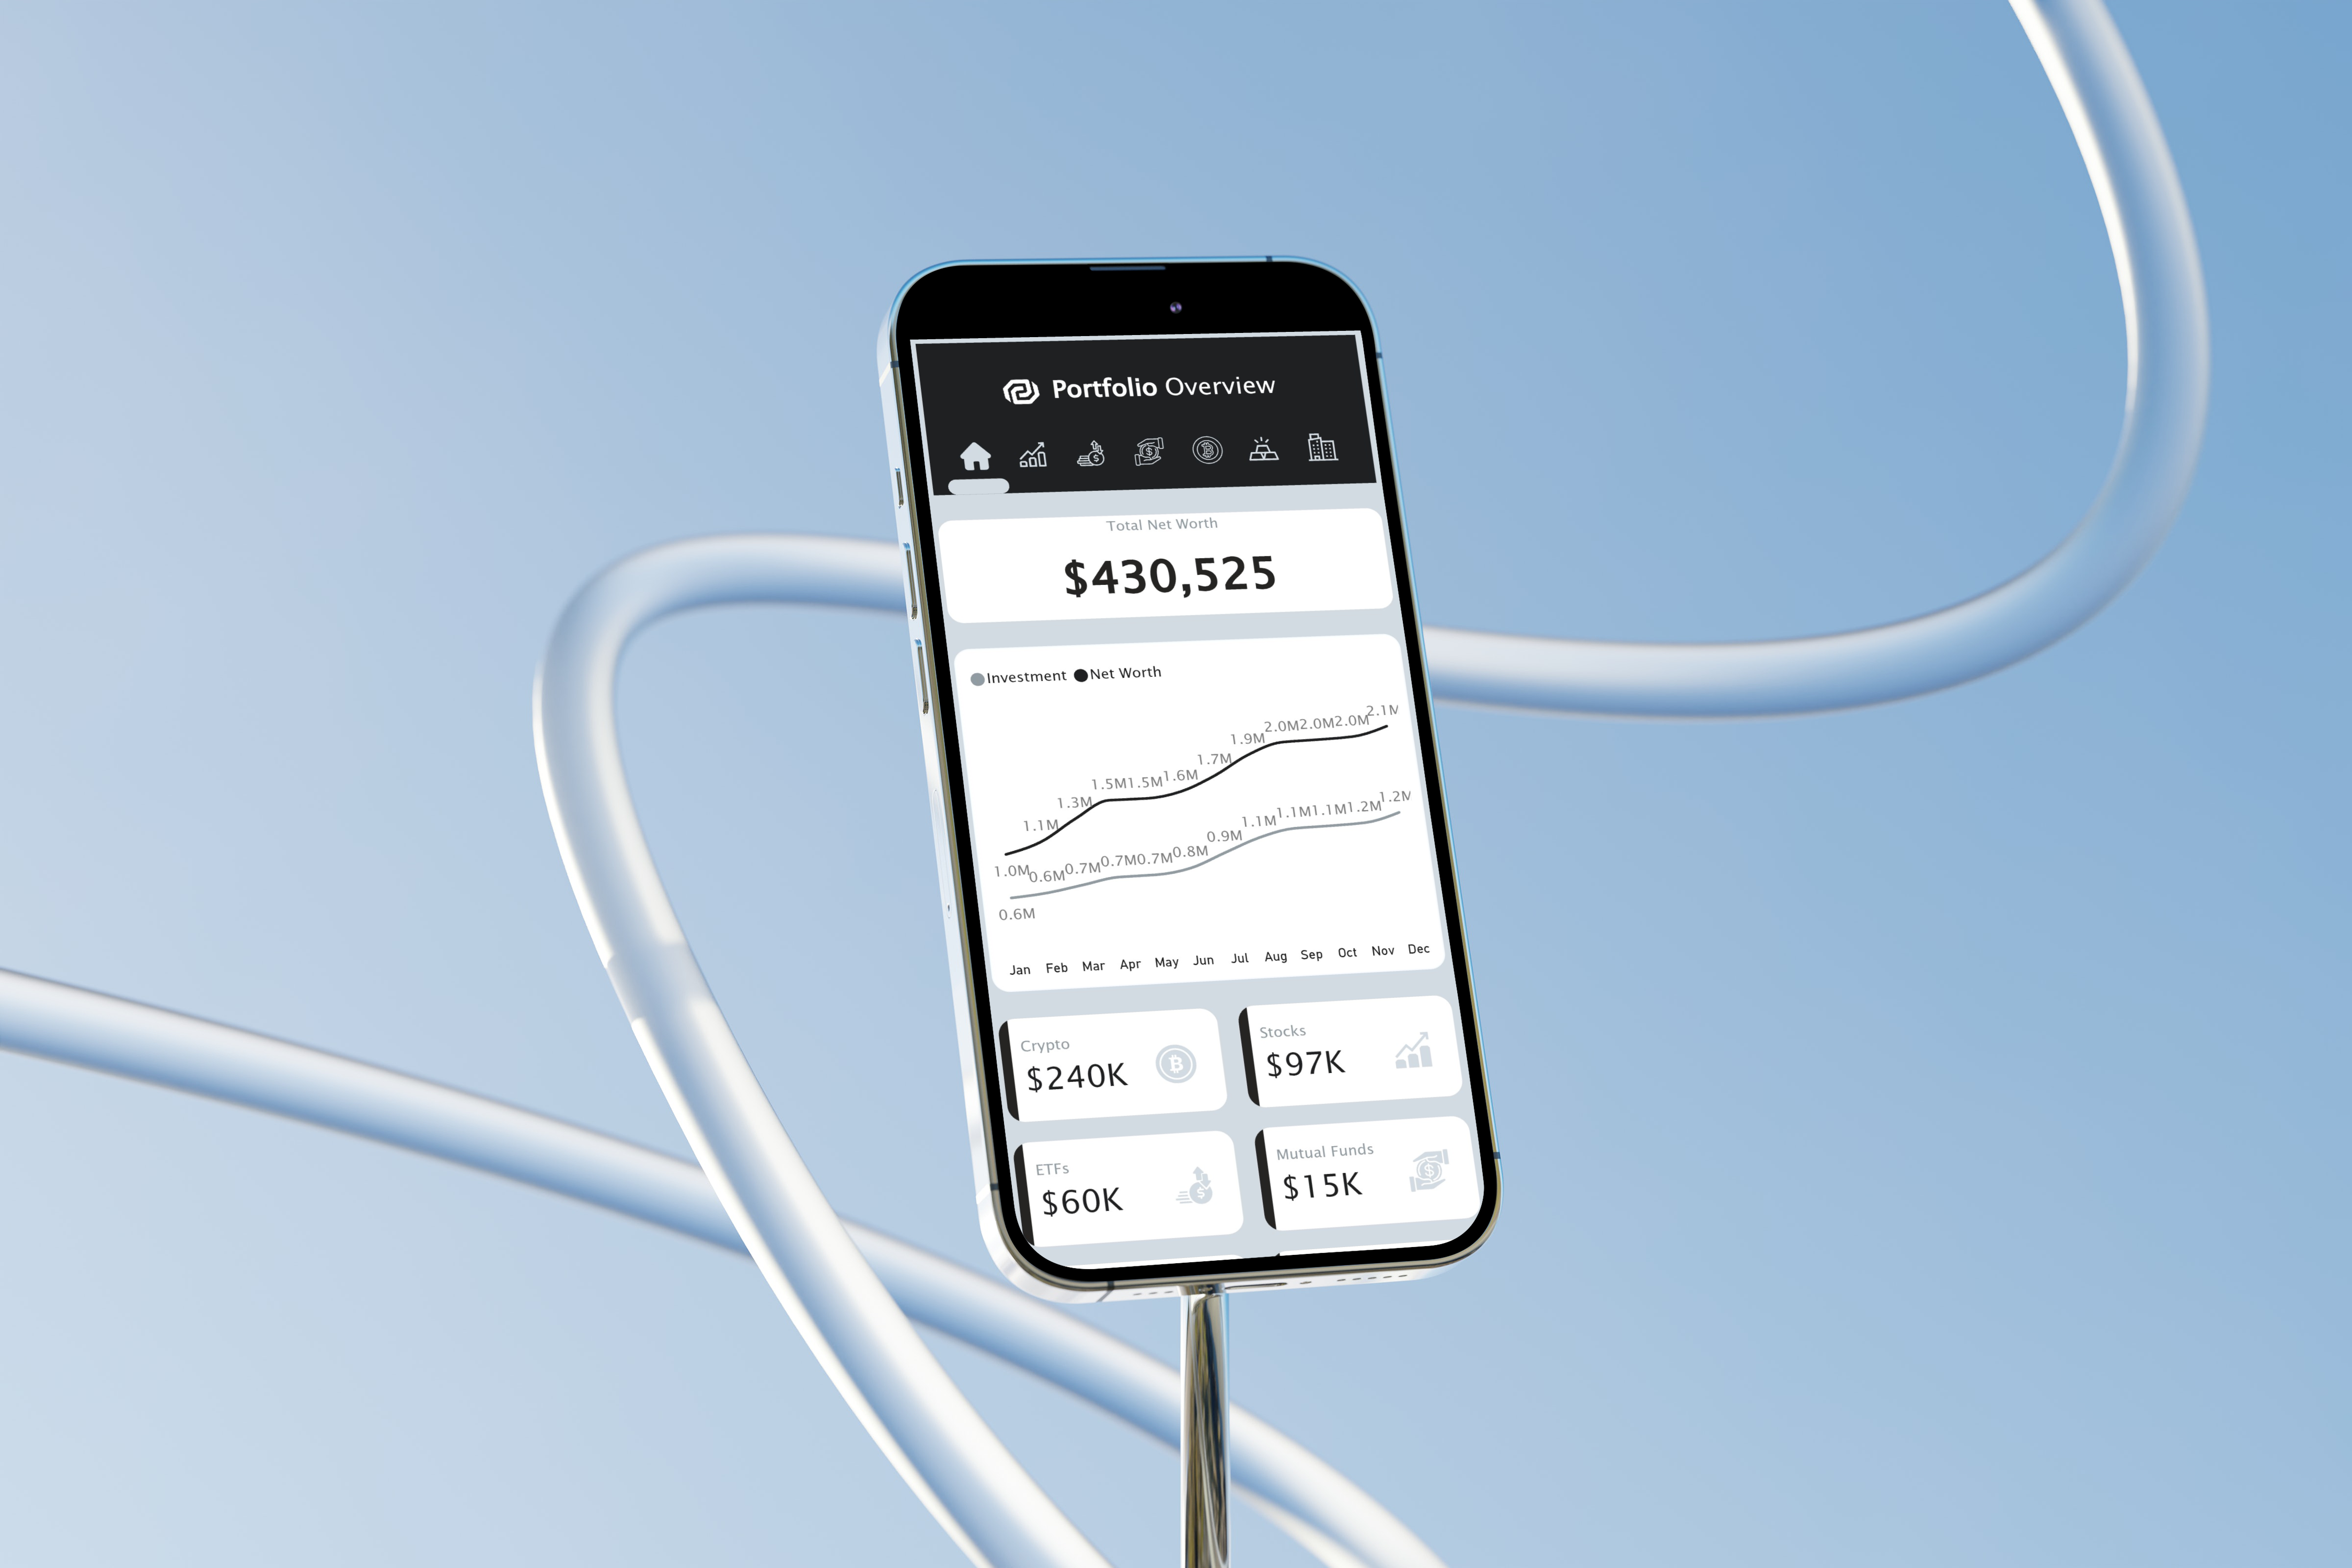 Portfolio Overview
Total Net Worth
$430,525
Investment Net Worth
1.0M 1.1M 1.3M 1.5M 1.5M 1.6M 1.7M 1.9M 2.0M 2.0M 2.0M 2.1M
0.6M 0.6M 0.7M 0.7M 0.7M 0.8M 0.9M 1.1M 1.1M 1.1M 1.2M 1.2M
Jan Feb Mar Apr May Jun Jul Aug Sep Oct Nov Dec
Crypto
$240K
Stocks
$97K
ETFs
$60K
Mutual Funds
$15K